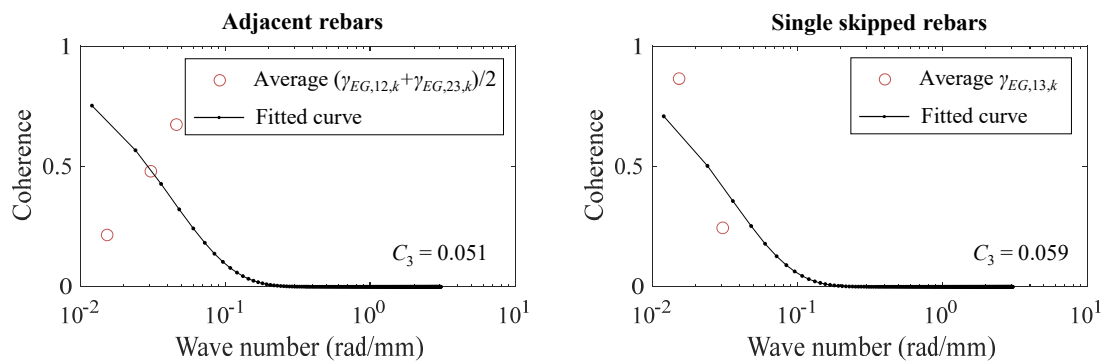 Adjacent rebars
1
Average (γEG,12,k+γEG,23,k)/2
Fitted curve
Coherence
0.5
C3 = 0.051
0
10-2
10-1
100
101
Wave number (rad/mm)
Single skipped rebars
1
Average γEG,13,k
Fitted curve
Coherence
0.5
C3 = 0.059
0
10-2
10-1
100
101
Wave number (rad/mm)